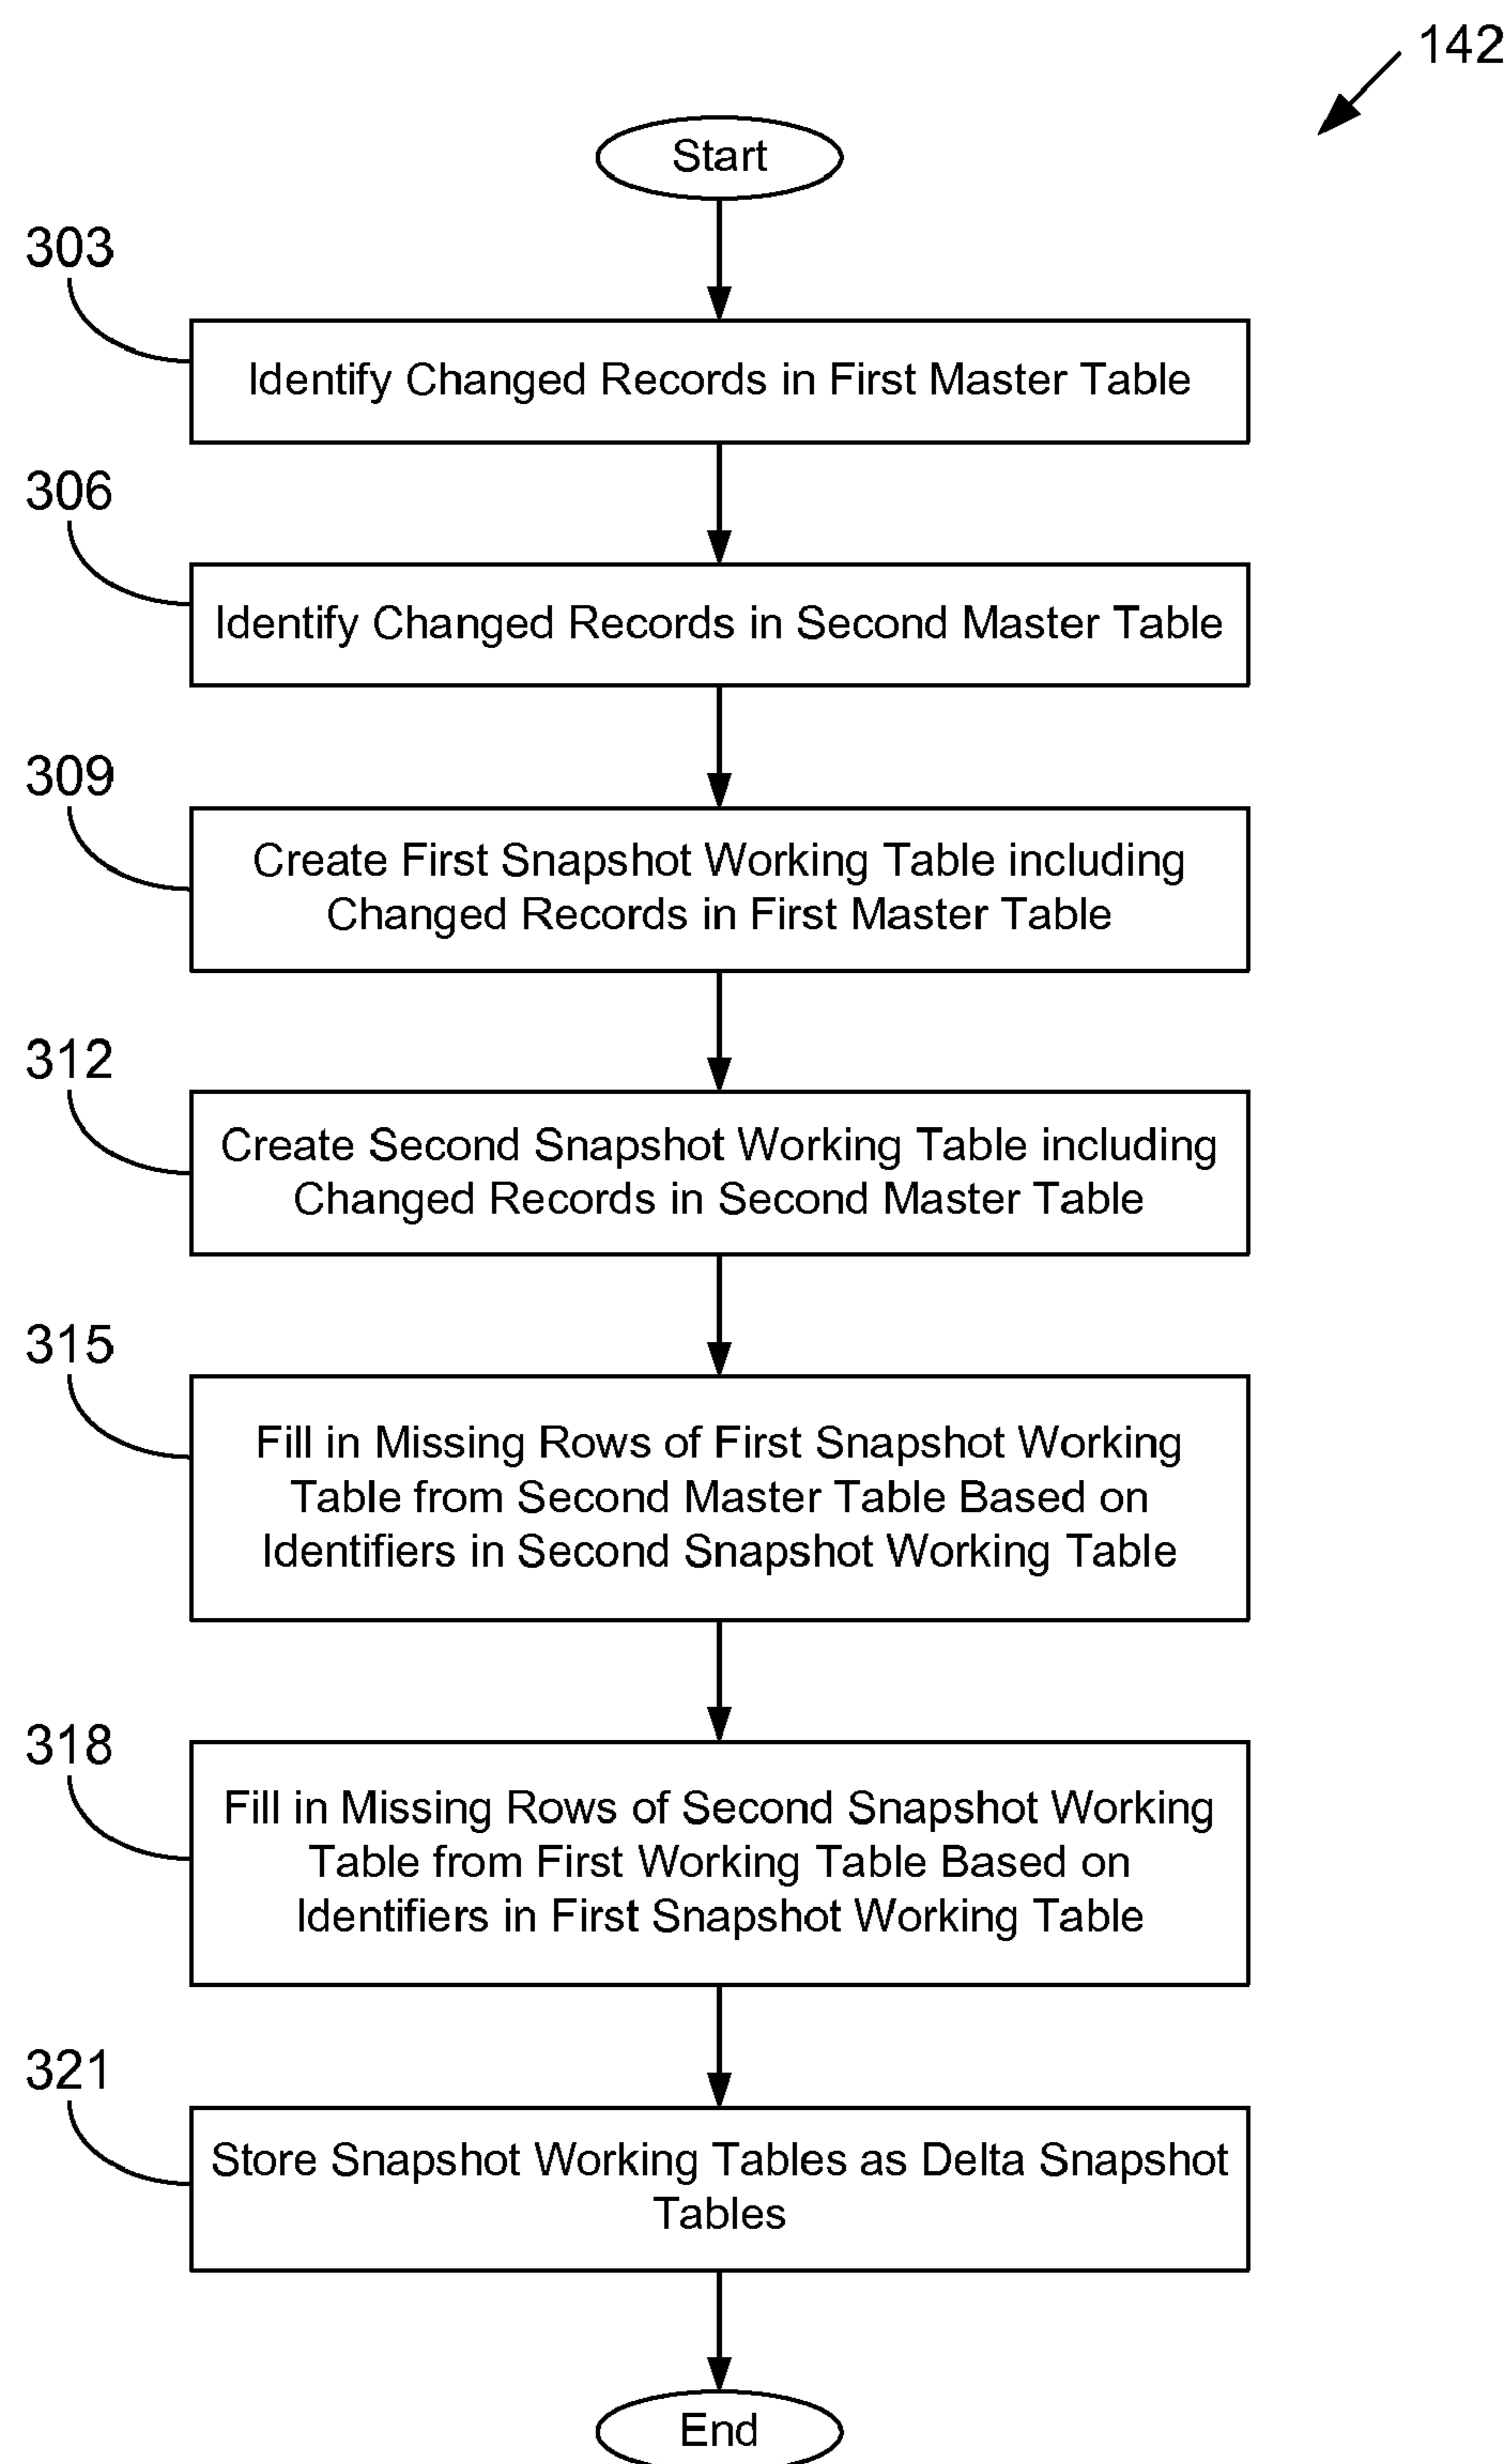 142
Start
303
Identify Changed Records in First Master Table
306
Identify Changed Records in Second Master Table
309
Create First Snapshot Working Table including
Changed Records in First Master Table
312
Create Second Snapshot Working Table including
Changed Records in Second Master Table
315
Fill in Missing Rows of First Snapshot Working
Table from Second Master Table Based on
Identifiers in Second Snapshot Working Table
318
Fill in Missing Rows of Second Snapshot Working
Table from First Working Table Based on
Identifiers in First Snapshot Working Table
321
Store Snapshot Working Tables as Delta Snapshot
Tables
End